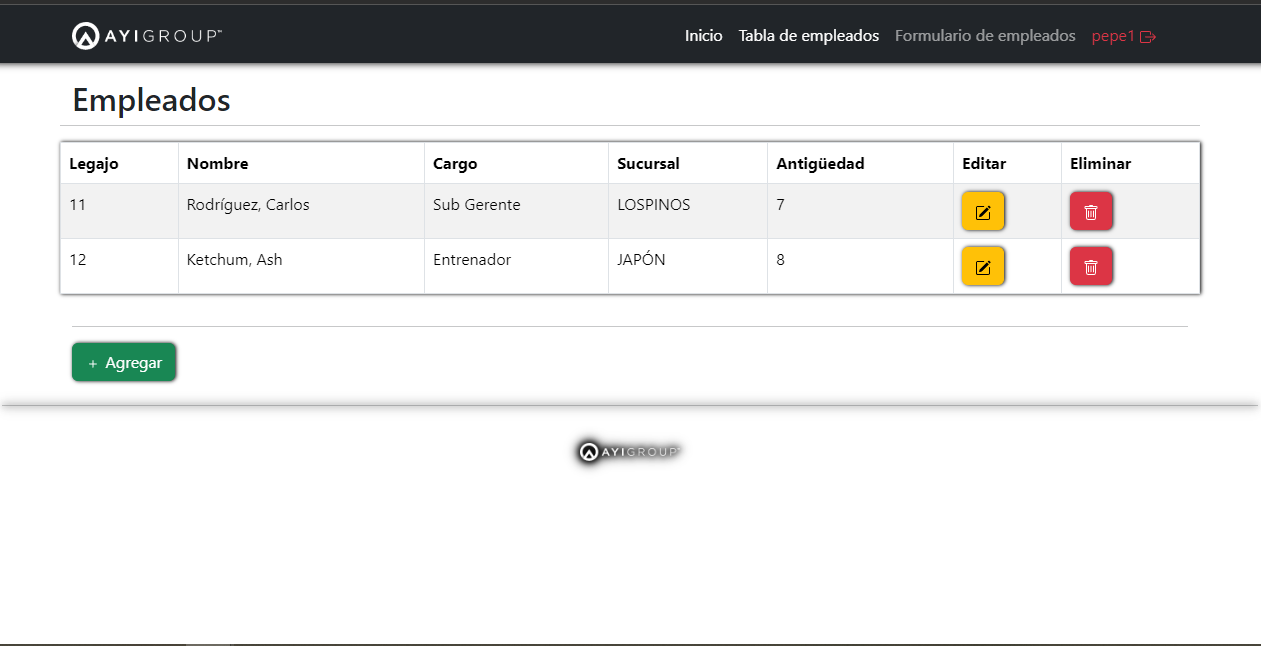 AYIGROUP™ Inicio Tabla de empleados Formulario de empleados pepe1
Empleados
Legajo Nombre Cargo Sucursal Antigüedad Editar Eliminar
11 Rodríguez, Carlos Sub Gerente LOSPINOS 7
12 Ketchum, Ash Entrenador JAPÓN 8
+ Agregar
AYIGROUP™